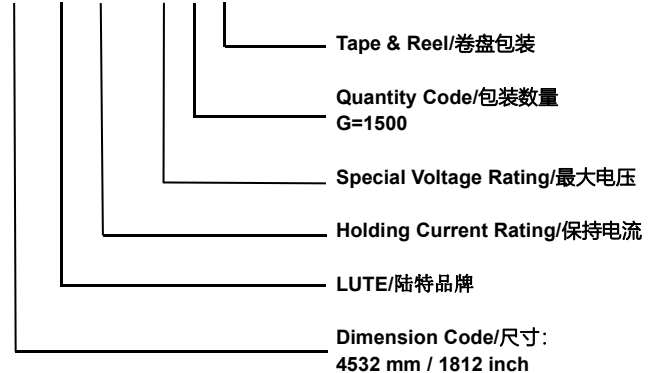 Tape & Reel/卷盘包装
Quantity Code/包装数量
G=1500
Special Voltage Rating/最大电压
Holding Current Rating/保持电流
LUTE/陆特品牌
Dimension Code/尺寸：
4532 mm / 1812 inch